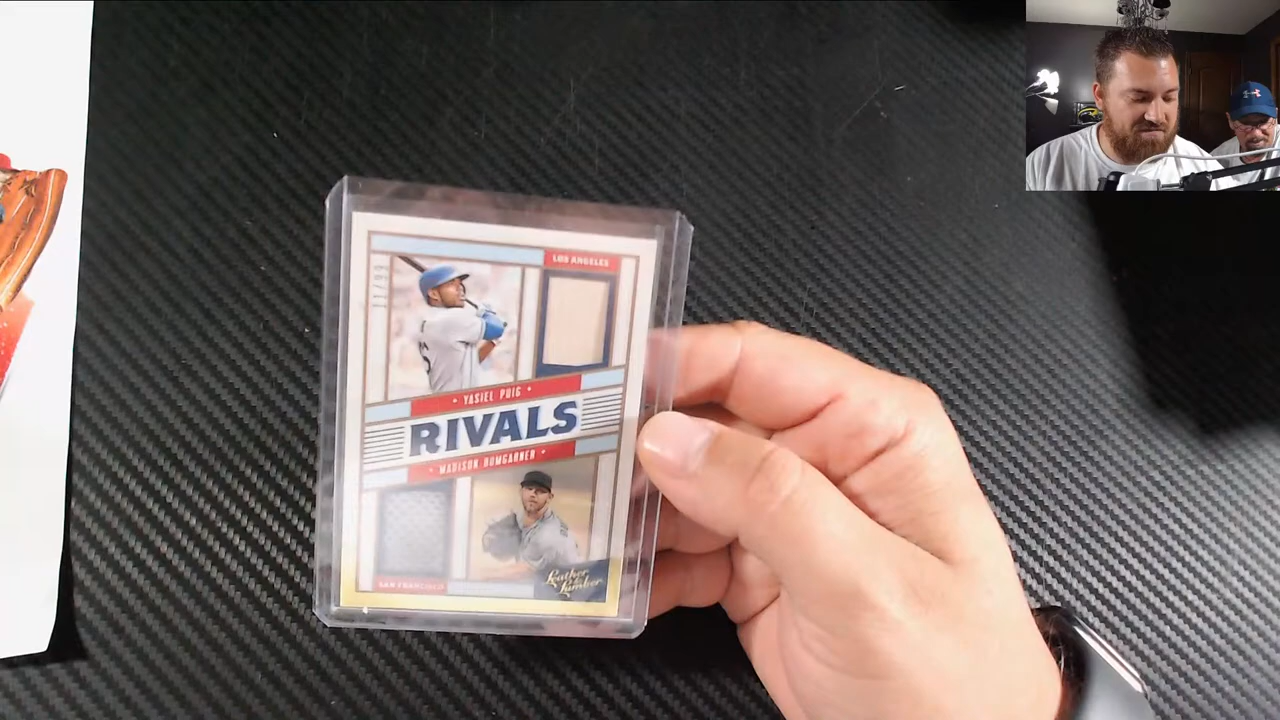 LOS ANGELES
• YASIEL PUIG •
RIVALS
• MADISON BUMGARNER •
SAN FRANCISCO
Leather
& Lumber